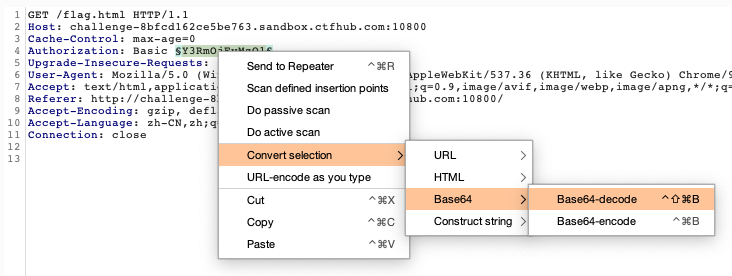 1 GET /flag.html HTTP/1.1
2 Host: challenge-8bfcd162ce5be763.sandbox.ctfhub.com:10800
3 Cache-Control: max-age=0
4 Authorization: Basic
5 Upgrade-Insecure-Requests:
6 User-Agent: Mozilla/5.0 (Wi AppleWebKit/537.36 (KHTML, like Gecko) Chrome/9
7 Accept: text/html,applicatio ;q=0.9,image/avif,image/webp,image/apng,*/*;q=
8 Referer: http://challenge-8 hub.com:10800/
9 Accept-Encoding: gzip, defl
10 Accept-Language: zh-CN,zh;q
11 Connection: close
12
13
Send to Repeater ^⌘R
Scan defined insertion points
Do passive scan
Do active scan
Convert selection >
URL-encode as you type
Cut ^⌘X
Copy ^⌘C
Paste ^⌘V
URL >
HTML >
Base64 >
Construct string >
Base64-decode ^⇧⌘B
Base64-encode ^⌘B